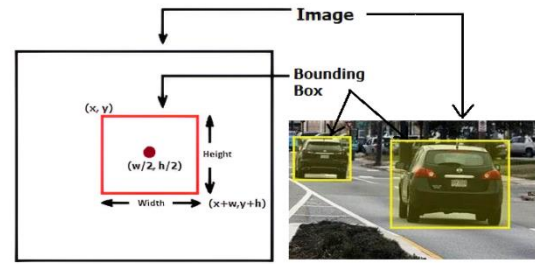 Image
Bounding
Box
(x, y)
(w/2, h/2)
Height
Width
(x+w,y+h)